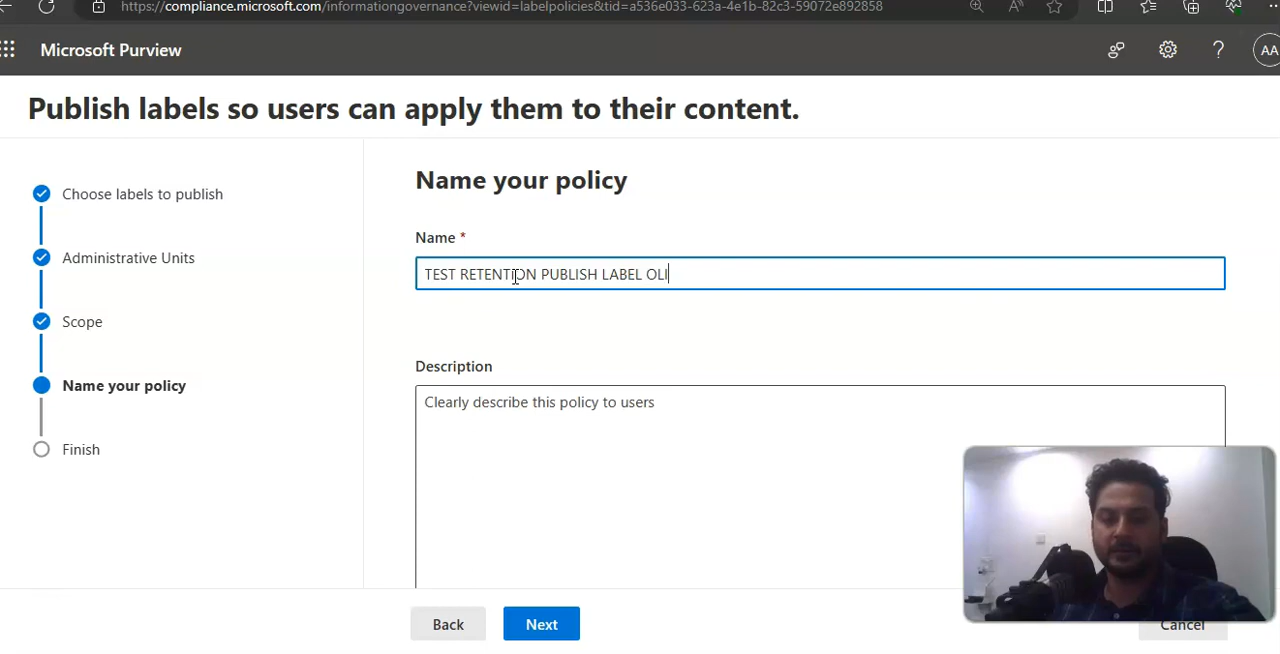 https://compliance.microsoft.com/informationgovernance?viewid=labelpolicies&tid=a536e033-623a-4e1b-82c3-59072e892858
Microsoft Purview
AA
Publish labels so users can apply them to their content.
Choose labels to publish
Administrative Units
Scope
Name your policy
Finish
Name your policy
Name *
TEST RETENTION PUBLISH LABEL OLI
Description
Clearly describe this policy to users
Back
Next
Cancel